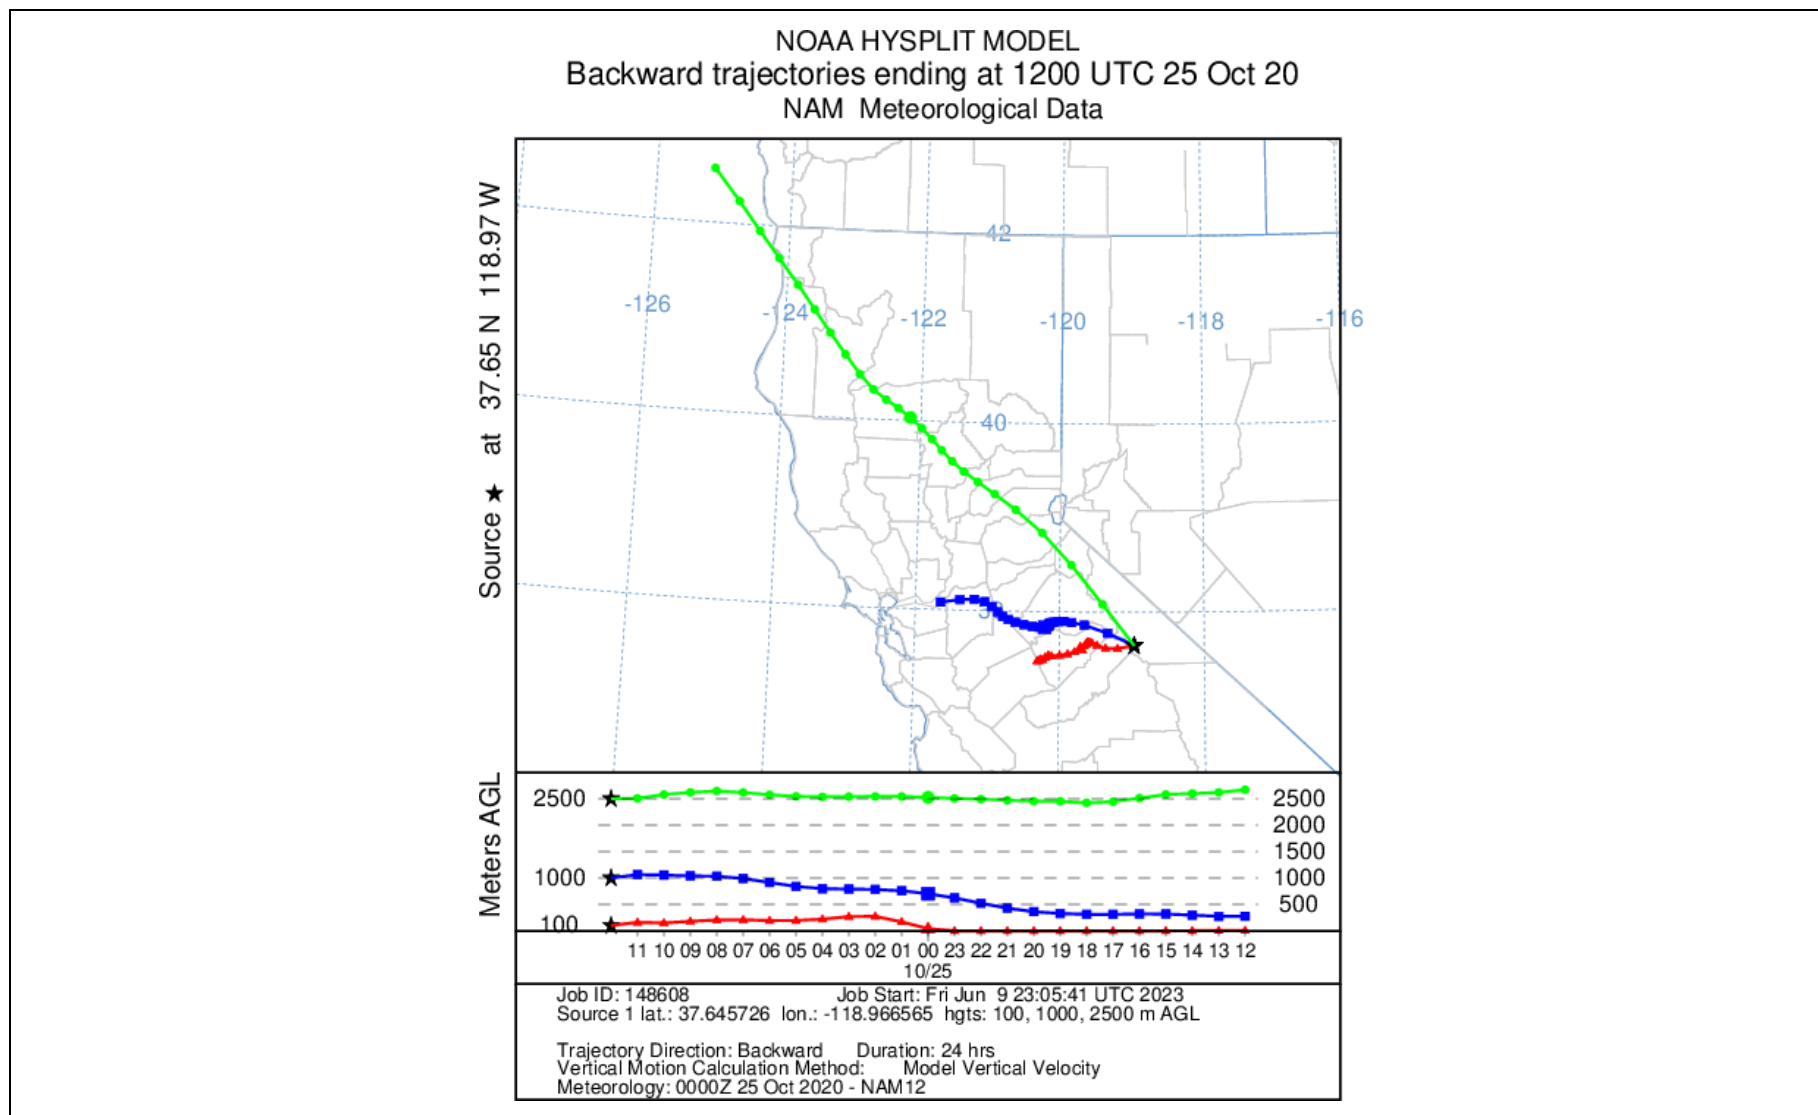 NOAA HYSPLIT MODEL
Backward trajectories ending at 1200 UTC 25 Oct 20
NAM Meteorological Data
Source ★ at 37.65 N 118.97 W
42
-126
-124
-122
-120
-118
-116
40
Meters AGL
2500
2500
2000
1500
1000
1000
500
100
11 10 09 08 07 06 05 04 03 02 01 00 23 22 21 20 19 18 17 16 15 14 13 12
10/25
Job ID: 148608 Job Start: Fri Jun 9 23:05:41 UTC 2023
Source 1 lat.: 37.645726 lon.: -118.966565 hgts: 100, 1000, 2500 m AGL
Trajectory Direction: Backward Duration: 24 hrs
Vertical Motion Calculation Method: Model Vertical Velocity
Meteorology: 0000Z 25 Oct 2020 - NAM12